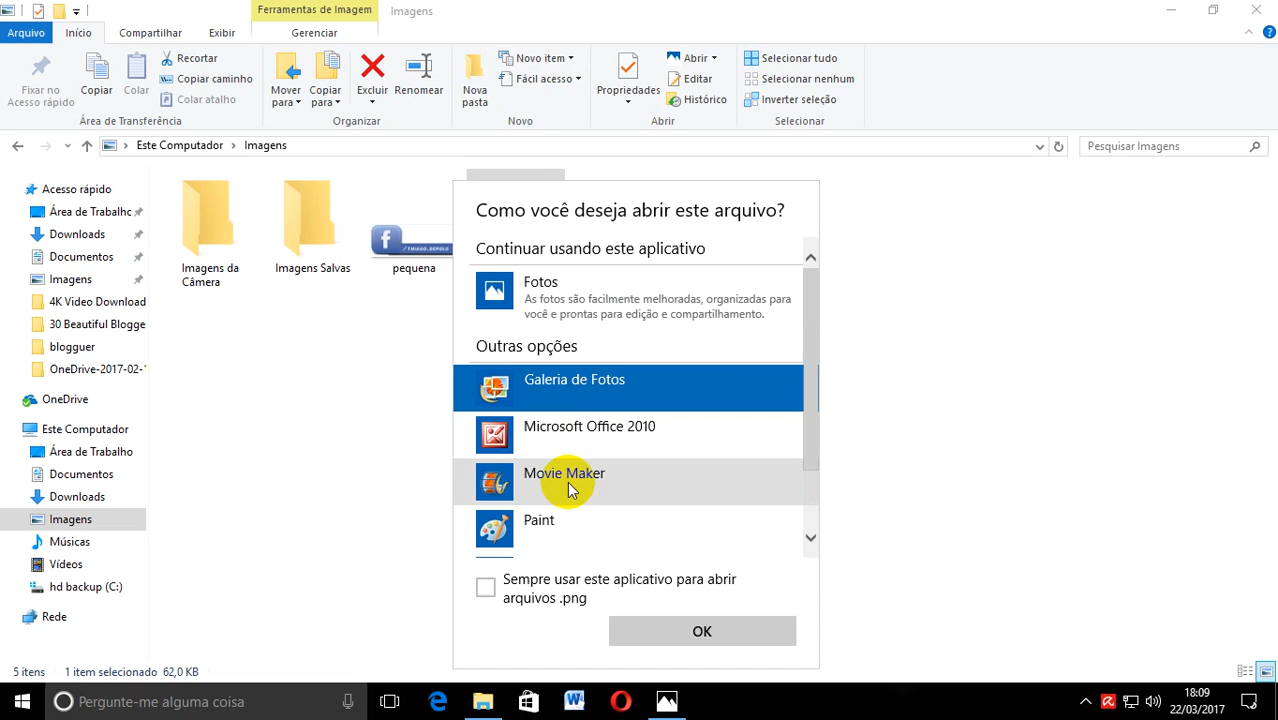 Ferramentas de Imagem
Imagens
Arquivo
Início
Compartilhar
Exibir
Gerenciar
Fixar no
Acesso rápido
Copiar
Colar
Recortar
Copiar caminho
Colar atalho
Área de Transferência
Mover
para
Copiar
para
Excluir
Renomear
Organizar
Nova
pasta
Novo item
Fácil acesso
Novo
Propriedades
Abrir
Editar
Histórico
Abrir
Selecionar tudo
Selecionar nenhum
Inverter seleção
Selecionar
Este Computador
Imagens
Pesquisar Imagens
Acesso rápido
Área de Trabalho
Downloads
Documentos
Imagens
4K Video Download
30 Beautiful Blogge
blogguer
OneDrive-2017-02-1
OneDrive
Este Computador
Área de Trabalho
Documentos
Downloads
Imagens
Músicas
Vídeos
hd backup (C:)
Rede
Imagens da
Câmera
Imagens Salvas
f
/THIAGO.DEPOLO
pequena
Como você deseja abrir este arquivo?
Continuar usando este aplicativo
Fotos
As fotos são facilmente melhoradas, organizadas para
você e prontas para edição e compartilhamento.
Outras opções
Galeria de Fotos
Microsoft Office 2010
Movie Maker
Paint
Sempre usar este aplicativo para abrir
arquivos .png
OK
5 itens
1 item selecionado 62,0 KB
Pergunte-me alguma coisa
18:09
22/03/2017